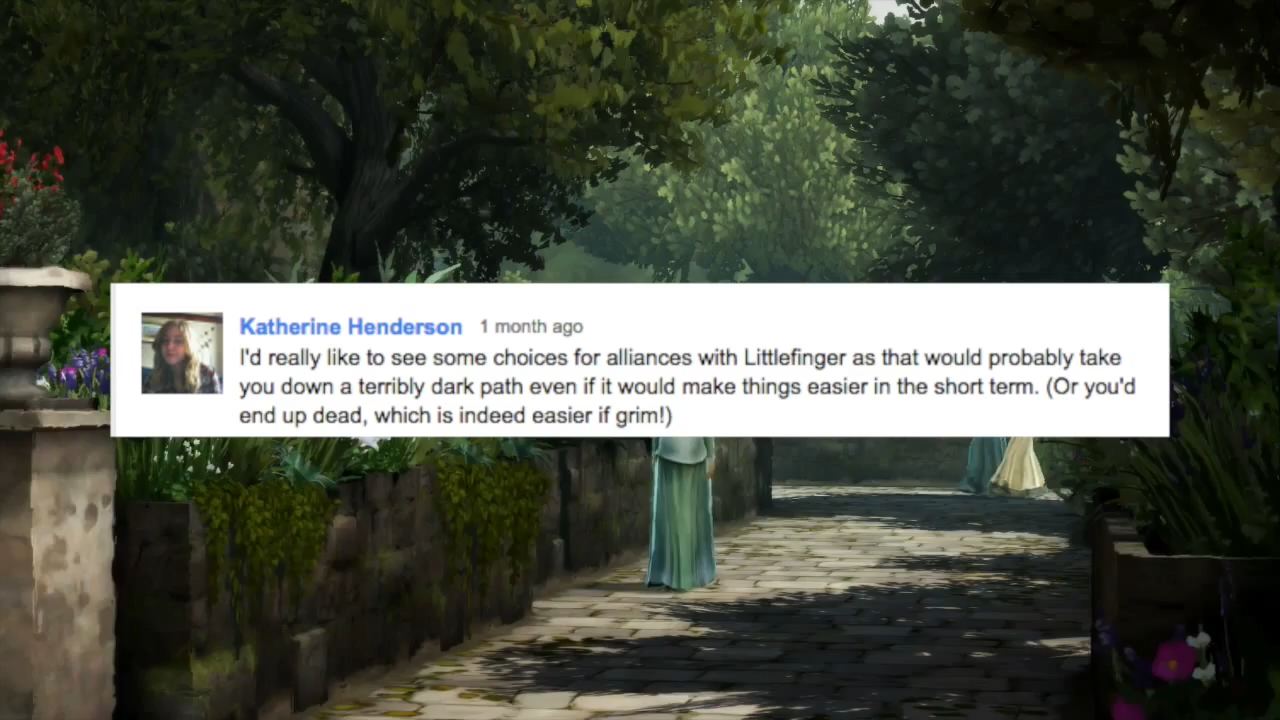 Katherine Henderson 1 month ago
I'd really like to see some choices for alliances with Littlefinger as that would probably take
you down a terribly dark path even if it would make things easier in the short term. (Or you'd
end up dead, which is indeed easier if grim!)